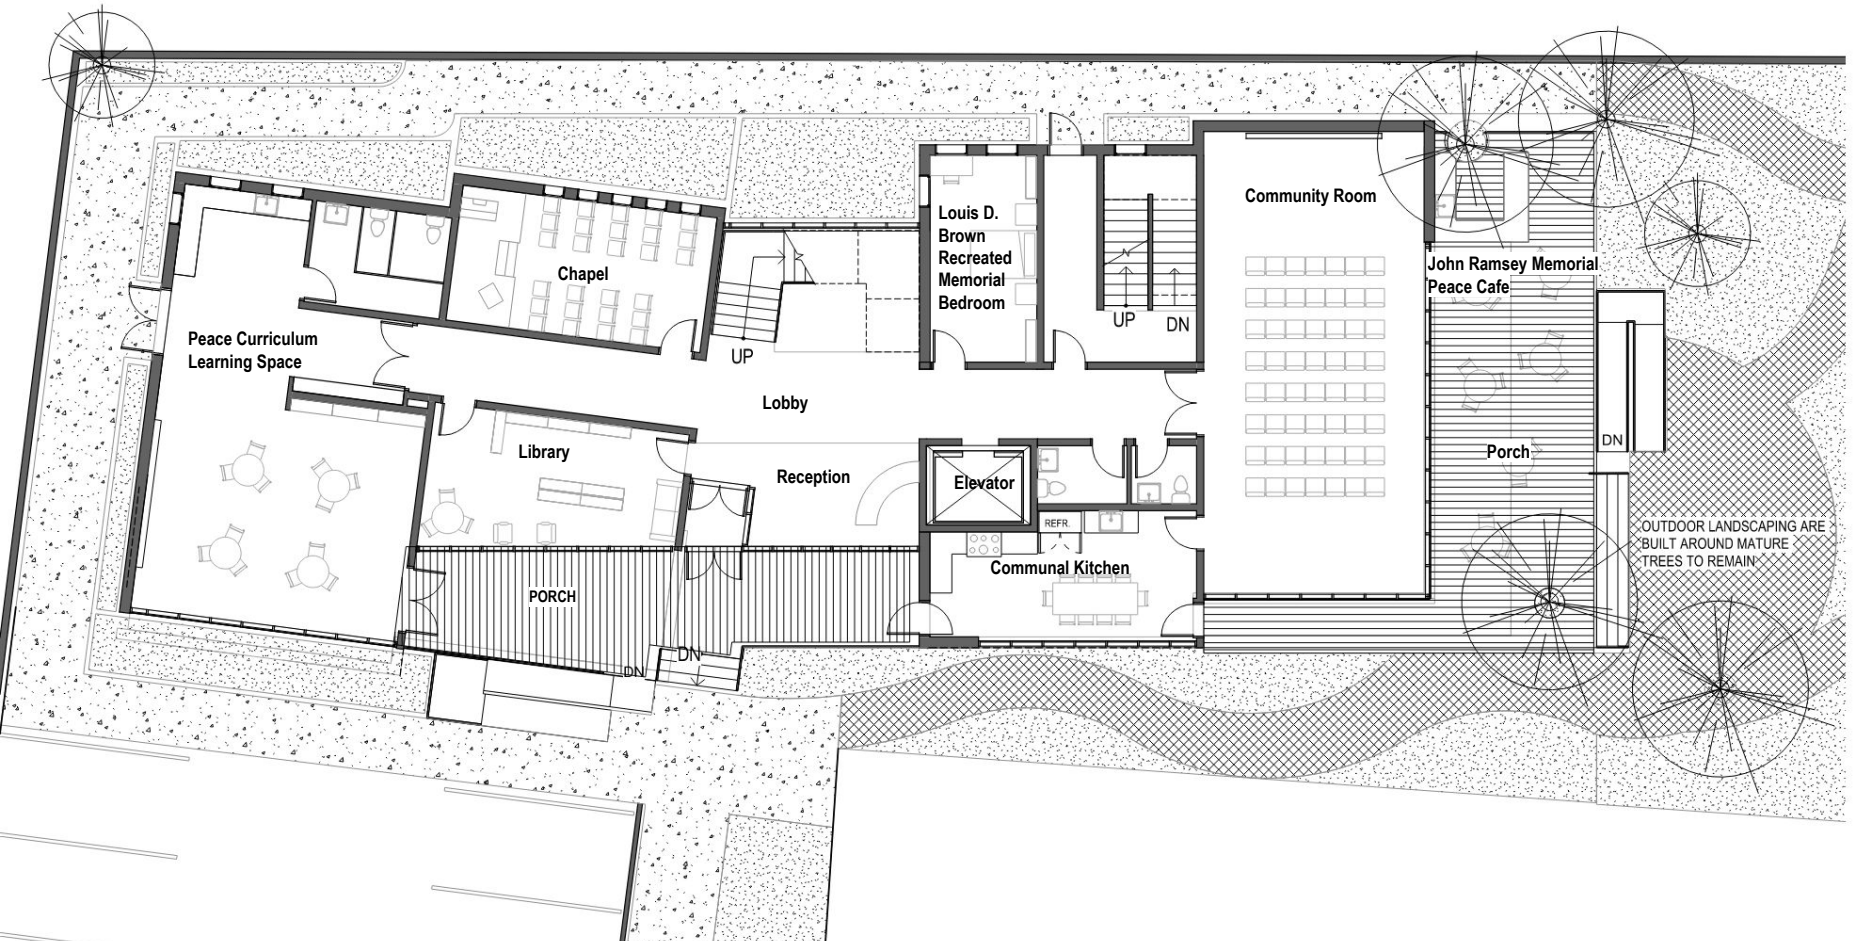 Community Room
Louis D.
Brown
Recreated
Memorial
Bedroom
Chapel
John Ramsey Memorial
Peace Cafe
UP
DN
Peace Curriculum
Learning Space
UP
Lobby
DN
Library
Porch
Reception
Elevator
REFR.
OUTDOOR LANDSCAPING ARE
BUILT AROUND MATURE
TREES TO REMAIN
Communal Kitchen
PORCH
DN
DN